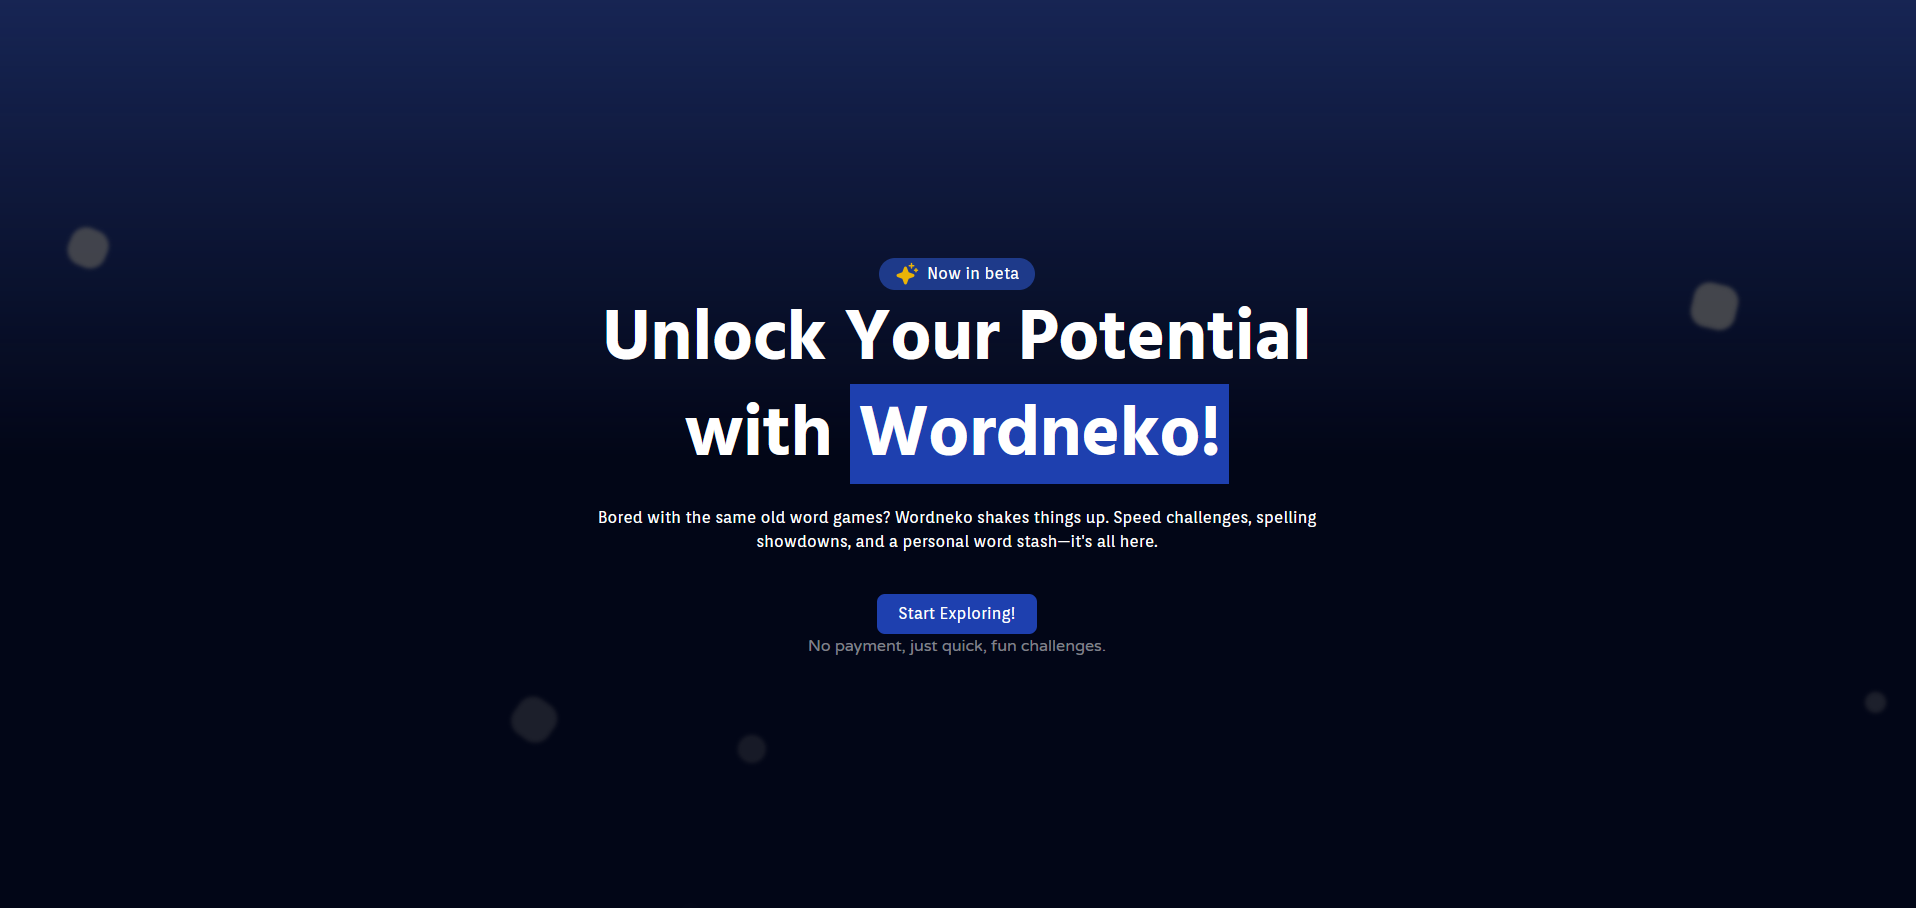 Now in beta
Unlock Your Potential
with Wordneko!
Bored with the same old word games? Wordneko shakes things up. Speed challenges, spelling
showdowns, and a personal word stash—it's all here.
Start Exploring!
No payment, just quick, fun challenges.